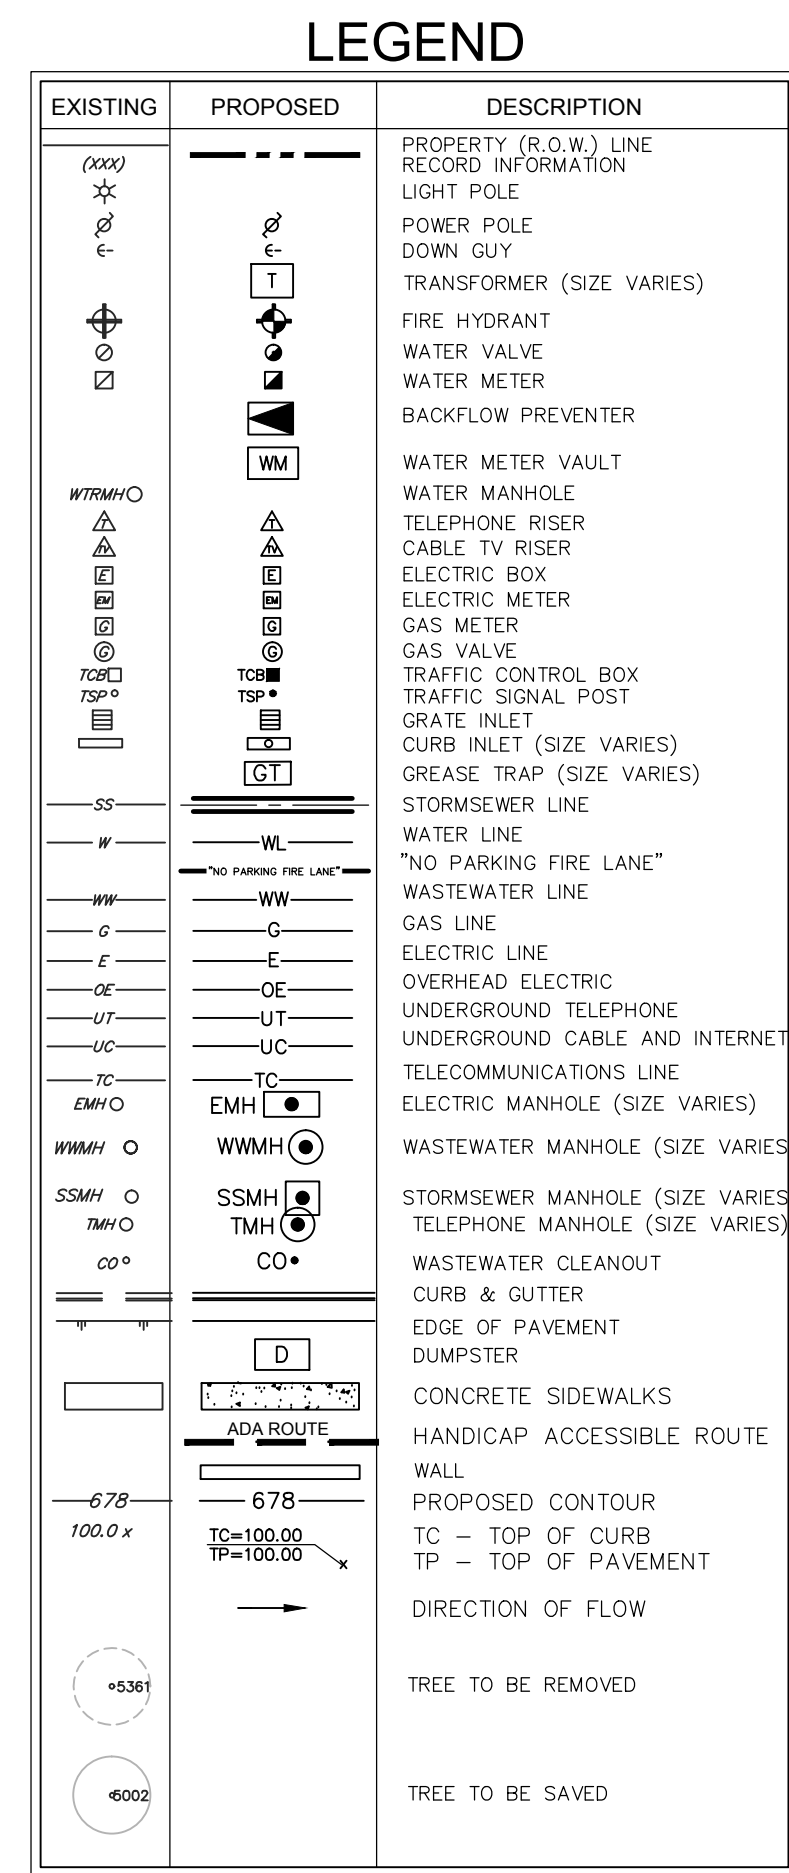 LEGEND
EXISTING PROPOSED DESCRIPTION
PROPERTY (R.O.W.) LINE
(XXX) RECORD INFORMATION
LIGHT POLE
POWER POLE
DOWN GUY
T TRANSFORMER (SIZE VARIES)
FIRE HYDRANT
WATER VALVE
WATER METER
BACKFLOW PREVENTER
WM WATER METER VAULT
WTRMH WATER MANHOLE
T T TELEPHONE RISER
TV TV CABLE TV RISER
E E ELECTRIC BOX
EM EM ELECTRIC METER
G G GAS METER
G G GAS VALVE
TCB TCB TRAFFIC CONTROL BOX
TSP TSP TRAFFIC SIGNAL POST
GRATE INLET
CURB INLET (SIZE VARIES)
GT GREASE TRAP (SIZE VARIES)
SS STORMSEWER LINE
W WL WATER LINE
"NO PARKING FIRE LANE" "NO PARKING FIRE LANE"
WW WW WASTEWATER LINE
G G GAS LINE
E E ELECTRIC LINE
OE OE OVERHEAD ELECTRIC
UT UT UNDERGROUND TELEPHONE
UC UC UNDERGROUND CABLE AND INTERNET
TC TC TELECOMMUNICATIONS LINE
EMH EMH ELECTRIC MANHOLE (SIZE VARIES)
WWMH WWMH WASTEWATER MANHOLE (SIZE VARIES
SSMH SSMH STORMSEWER MANHOLE (SIZE VARIES
TMH TMH TELEPHONE MANHOLE (SIZE VARIES)
CO CO WASTEWATER CLEANOUT
CURB & GUTTER
EDGE OF PAVEMENT
D DUMPSTER
CONCRETE SIDEWALKS
ADA ROUTE HANDICAP ACCESSIBLE ROUTE
WALL
678 678 PROPOSED CONTOUR
100.0 x TC=100.00 TC – TOP OF CURB
TP=100.00 x TP – TOP OF PAVEMENT
DIRECTION OF FLOW
5361 TREE TO BE REMOVED
5002 TREE TO BE SAVED